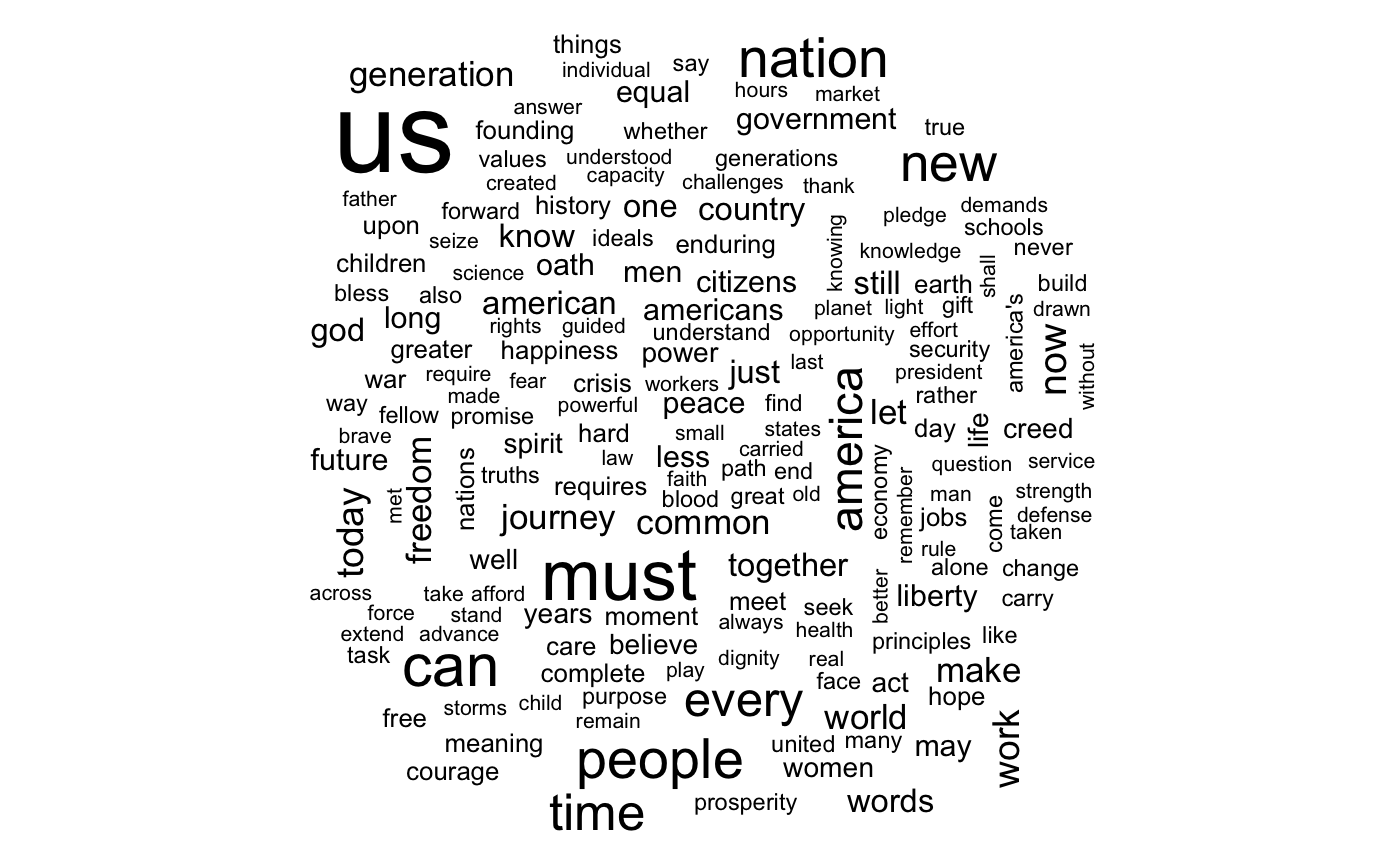 things
generation individual say nation
us answer equal hours market
founding whether government true
values understood generations new
created capacity challenges thank
father forward history one country pledge demands
upon seize know ideals enduring knowing knowledge schools never
children science oath men citizens still earth shall build
bless also american americans planet light gift america's drawn
god long rights guided understand opportunity effort now without
greater happiness power just last security
war require fear crisis workers president
way made powerful peace find america let rather
fellow promise
brave spirit hard small states day life creed
future freedom nations law less carried economy question service
truths faith path end
today met requires blood great old remember man come strength
journey common jobs defense
taken
well must together rule alone change
across take afford better liberty carry
force stand years moment meet seek
extend advance always health principles like
task can care believe dignity real
complete play face act make
storms child purpose every hope
free remain world work
meaning people united many may
courage women
time prosperity words